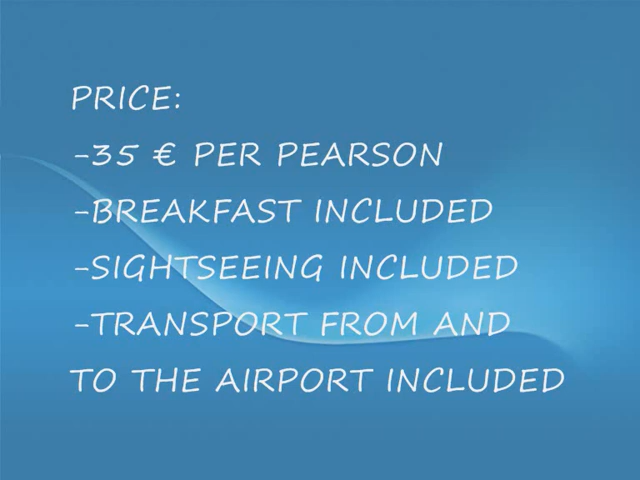 PRICE:
-35 € PER PEARSON
-BREAKFAST INCLUDED
-SIGHTSEEING INCLUDED
-TRANSPORT FROM AND
TO THE AIRPORT INCLUDED